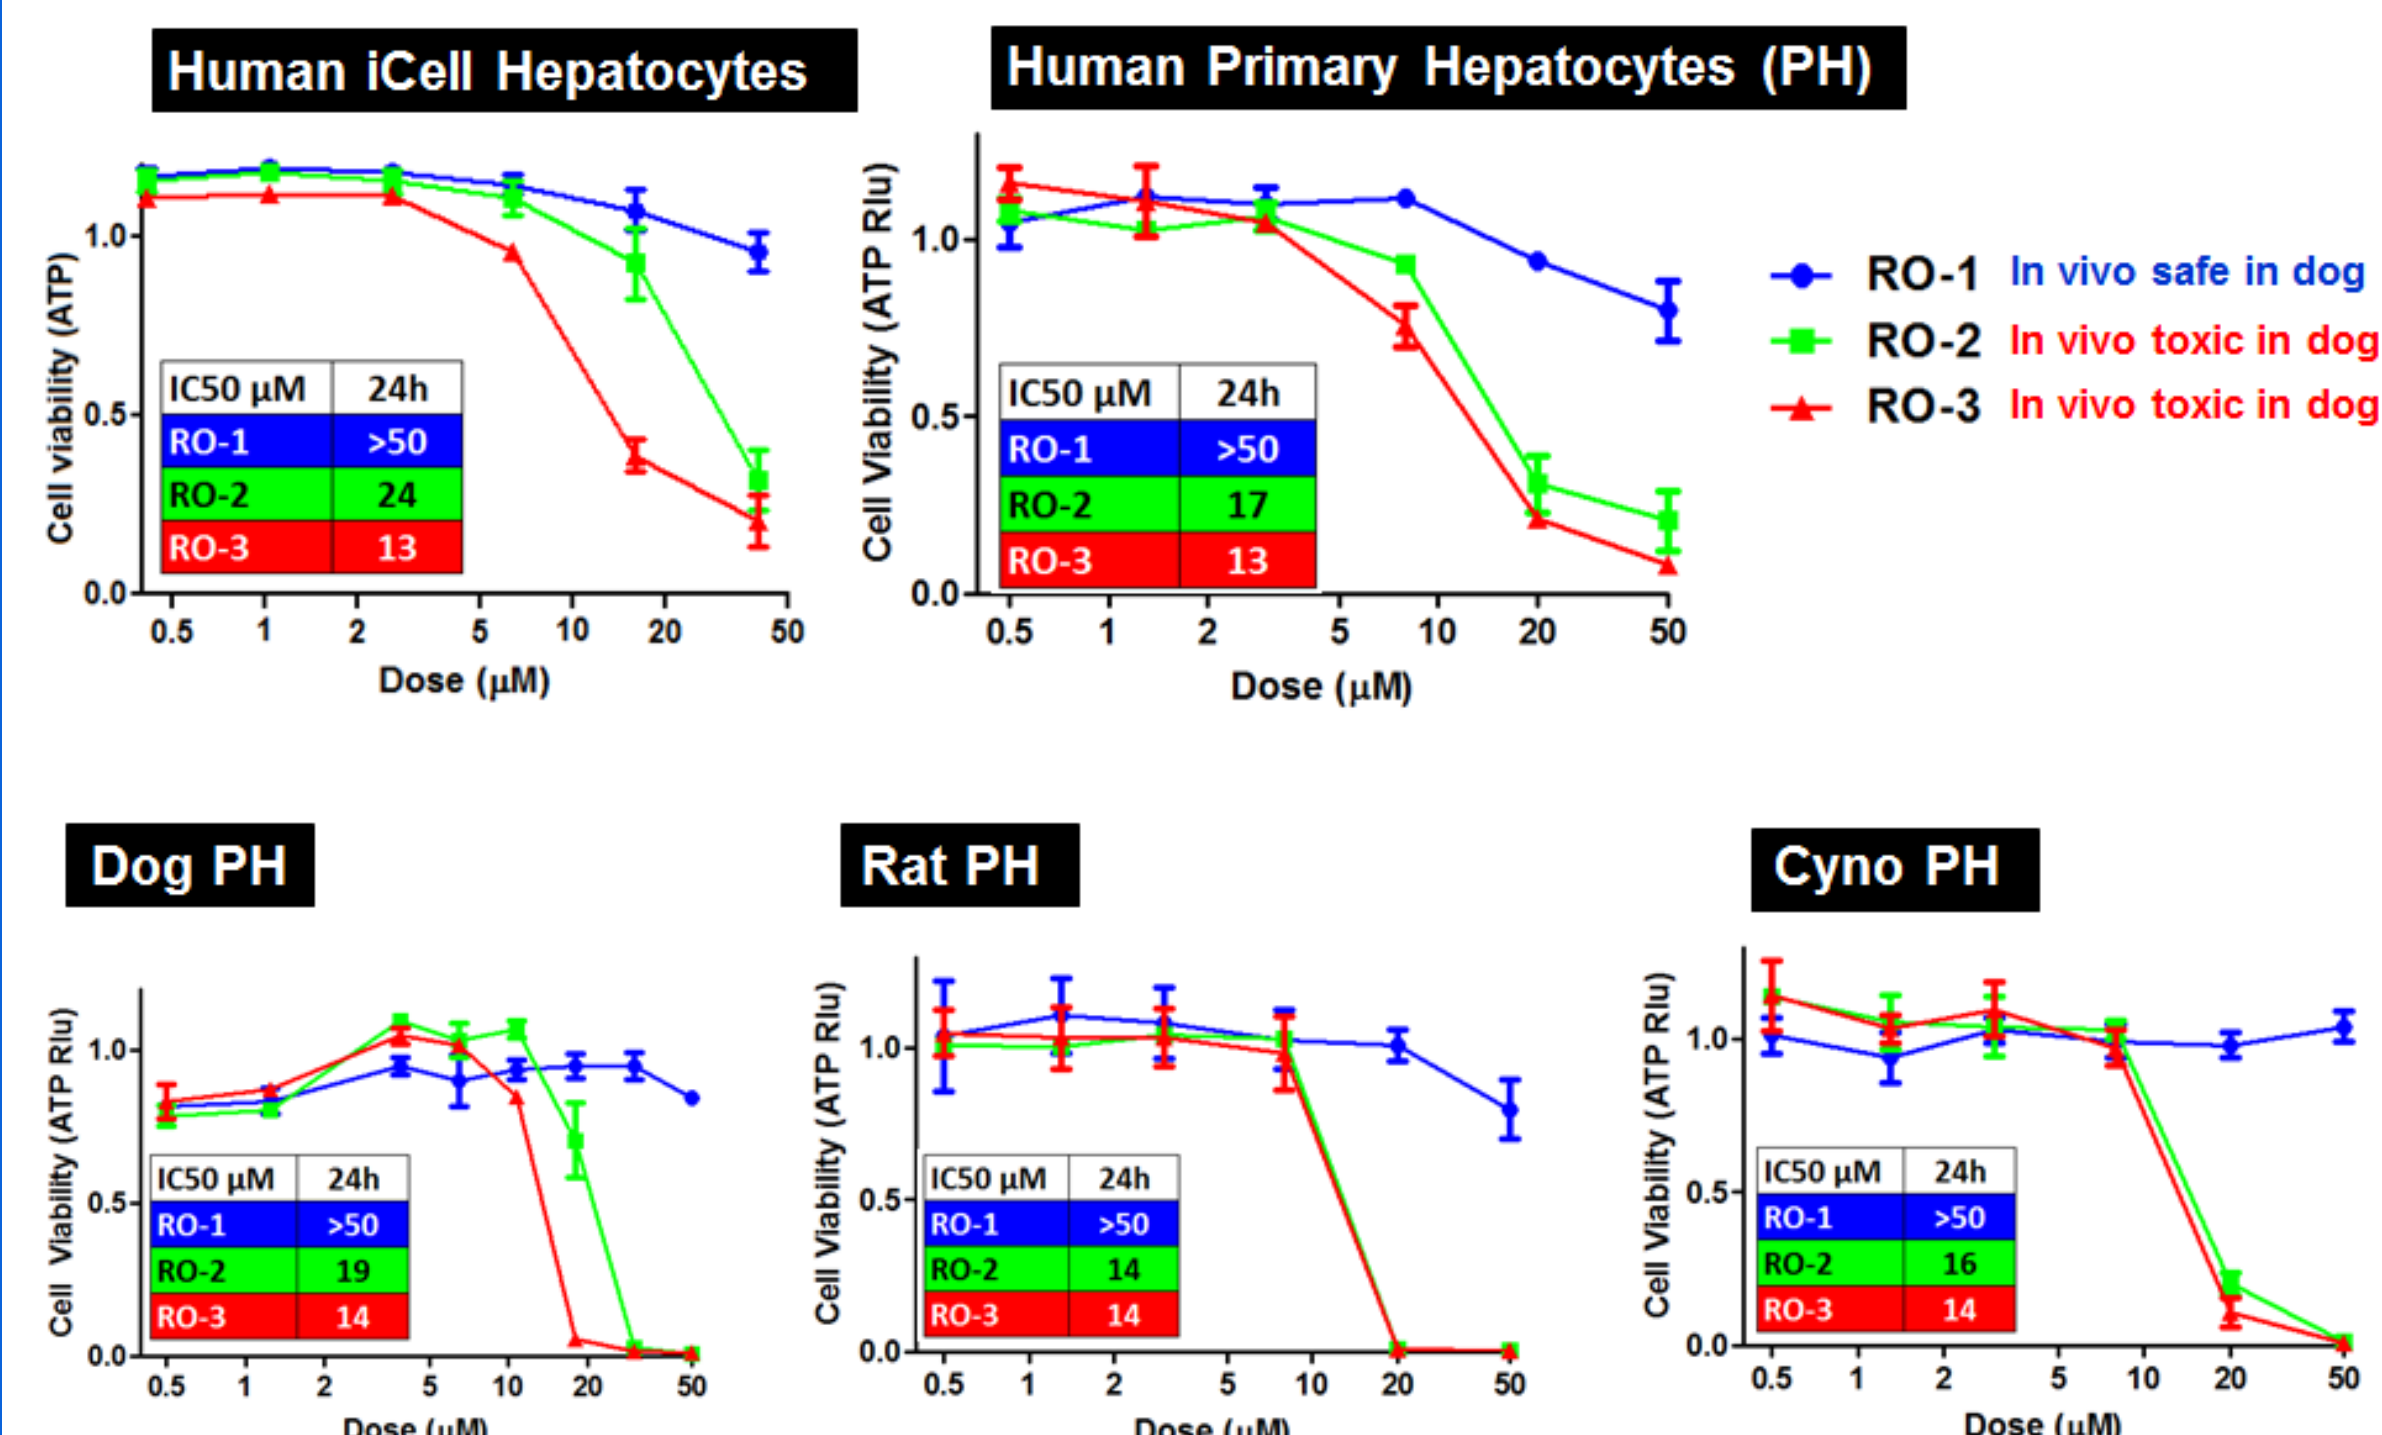 Human iCell Hepatocytes
Human Primary Hepatocytes (PH)
Cell viability (ATP)
1.0
0.5
0.0
IC50 µM 24h
RO-1 >50
RO-2 24
RO-3 13
0.5 1 2 5 10 20 50
Dose (µM)
Cell Viability (ATP Rlu)
1.0
0.5
0.0
IC50 µM 24h
RO-1 >50
RO-2 17
RO-3 13
0.5 1 2 5 10 20 50
Dose (µM)
RO-1 In vivo safe in dog
RO-2 In vivo toxic in dog
RO-3 In vivo toxic in dog
Dog PH
Cell Viability (ATP Rlu)
1.0
0.5
0.0
IC50 µM 24h
RO-1 >50
RO-2 19
RO-3 14
0.5 1 2 5 10 20 50
Dose (µM)
Rat PH
Cell Viability (ATP Rlu)
1.0
0.5
0.0
IC50 µM 24h
RO-1 >50
RO-2 14
RO-3 14
0.5 1 2 5 10 20 50
Dose (µM)
Cyno PH
Cell Viability (ATP Rlu)
1.0
0.5
0.0
IC50 µM 24h
RO-1 >50
RO-2 16
RO-3 14
0.5 1 2 5 10 20 50
Dose (µM)